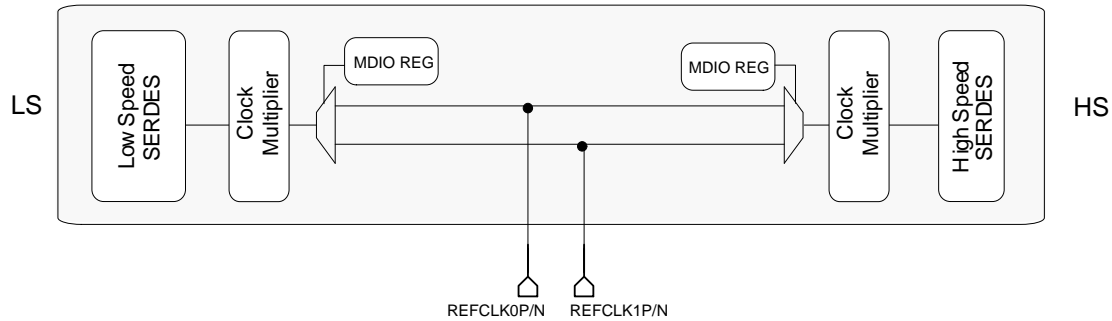 MDIO REG
MDIO REG
LS
Low Speed
SERDES
Clock
Multiplier
Clock
Multiplier
High Speed
SERDES
HS
REFCLK0P/N
REFCLK1P/N